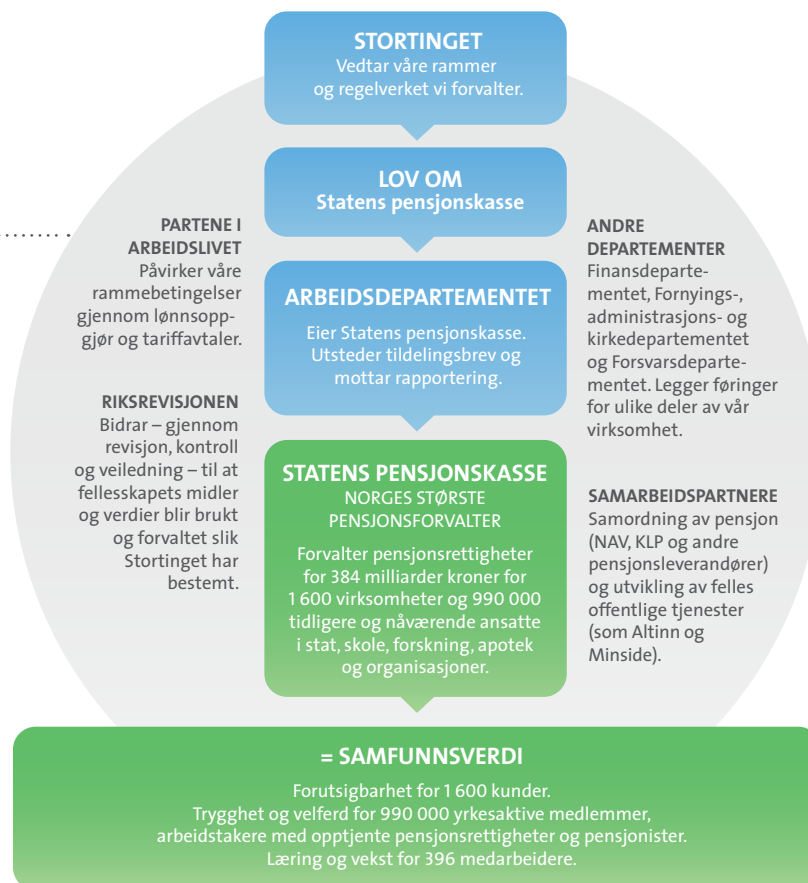 STORTINGET
Vedtar våre rammer
og regelverket vi forvalter.
LOV OM
Statens pensjonskasse
PARTENE I
ARBEIDSLIVET
Påvirker våre
rammebetingelser
gjennom lønnsopp-
gjør og tariffavtaler.
RIKSREVISJONEN
Bidrar – gjennom
revisjon, kontroll
og veiledning – til at
fellesskapets midler
og verdier blir brukt
og forvaltet slik
Stortinget har
bestemt.
ARBEIDSDEPARTEMENTET
Eier Statens pensjonskasse.
Utsteder tildelingsbrev og
mottar rapportering.
STATENS PENSJONSKASSE
NORGES STØRSTE
PENSJONSFORVALTER
Forvalter pensjonsrettigheter
for 384 milliarder kroner for
1 600 virksomheter og 990 000
tidligere og nåværende ansatte
i stat, skole, forskning, apotek
og organisasjoner.
ANDRE
DEPARTEMENTER
Finansdeparte-
mentet, Fornyings-,
administrasjons- og
kirkedepartementet
og Forsvarsdeparte-
mentet. Legger føringer
for ulike deler av vår
virksomhet.
SAMARBEIDSPARTNERE
Samordning av pensjon
(NAV, KLP og andre
pensjonsleverandører)
og utvikling av felles
offentlige tjenester
(som Altinn og
Minside).
= SAMFUNNSVERDI
Forutsigbarhet for 1 600 kunder.
Trygghet og velferd for 990 000 yrkesaktive medlemmer,
arbeidstakere med opptjente pensjonsrettigheter og pensjonister.
Læring og vekst for 396 medarbeidere.